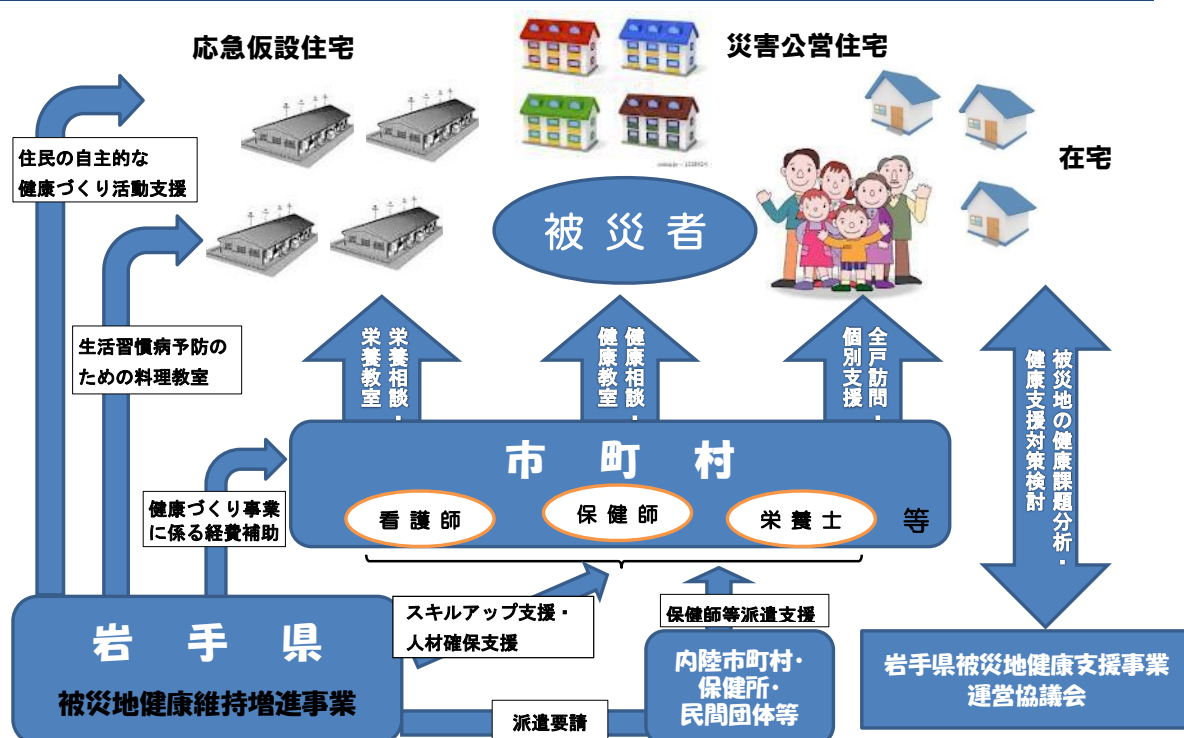 応急仮設住宅
災害公営住宅
在宅
住民の自主的な
健康づくり活動支援
被災者
生活習慣病予防の
ための料理教室
栄養相談・
栄養教室
健康相談・
健康教室
全戸訪問・
個別支援
被災地の健康課題分析・
健康支援対策検討
市町村
看護師
保健師
栄養士
等
健康づくり事業
に係る経費補助
スキルアップ支援・
人材確保支援
保健師等派遣支援
岩手県
被災地健康維持増進事業
派遣要請
内陸市町村・
保健所・
民間団体等
岩手県被災地健康支援事業
運営協議会